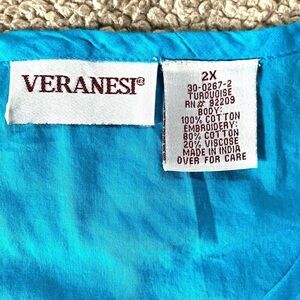 VERANESI®
2X
30-0267-2
TURQUOISE
RN# 92209
BODY:
100% COTTON
EMBROIDERY:
80% COTTON
20% VISCOSE
MADE IN INDIA
OVER FOR CARE